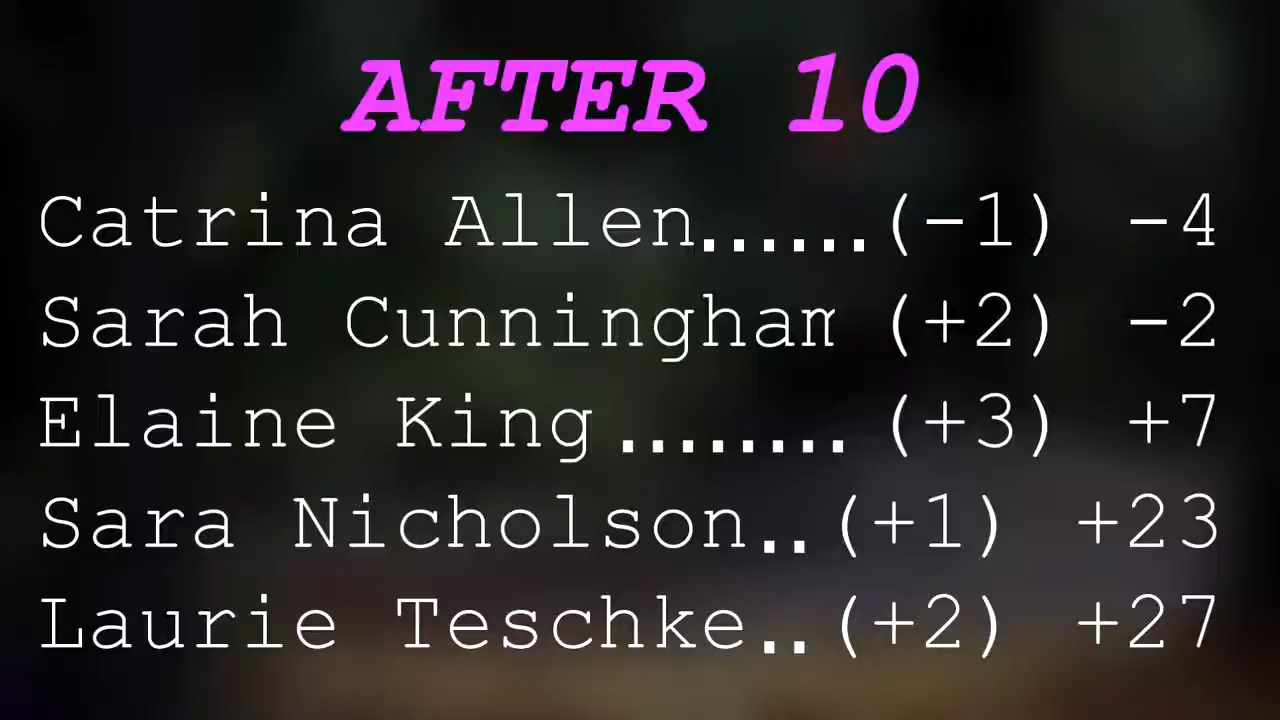 AFTER 10
Catrina Allen......(-1) -4
Sarah Cunningham (+2) -2
Elaine King ........ (+3) +7
Sara Nicholson..(+1) +23
Laurie Teschke..(+2) +27